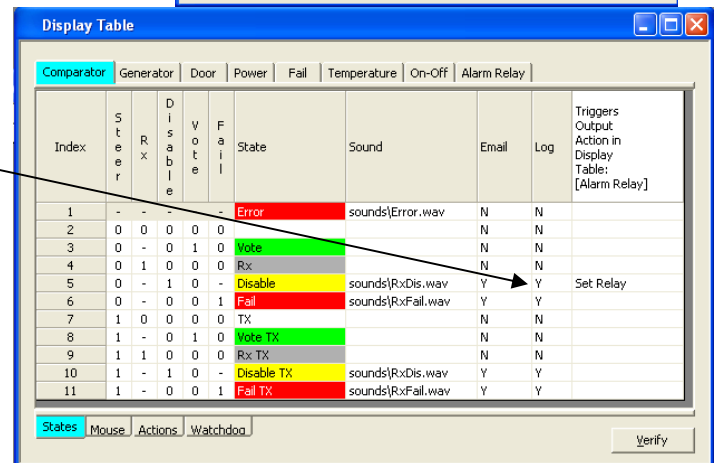 Display Table
Comparator Generator Door Power Fail Temperature On-Off Alarm Relay
Index Steer Rx Disable Vote Fail State Sound Email Log Triggers Output Action in Display Table: [Alarm Relay]
1 - - - - Error sounds\Error.wav N N
2 0 0 0 0 0 N N
3 0 - 0 1 0 Vote N N
4 0 1 0 0 0 Rx N N
5 0 - 1 0 - Disable sounds\RxDis.wav Y Y Set Relay
6 0 - 0 0 1 Fail sounds\RxFail.wav Y Y
7 1 0 0 0 0 TX N N
8 1 - 0 1 0 Vote TX N N
9 1 1 0 0 0 Rx TX N N
10 1 - 1 0 - Disable TX sounds\RxDis.wav Y Y
11 1 - 0 0 1 Fail TX sounds\RxFail.wav Y Y
States Mouse Actions Watchdog
Verify